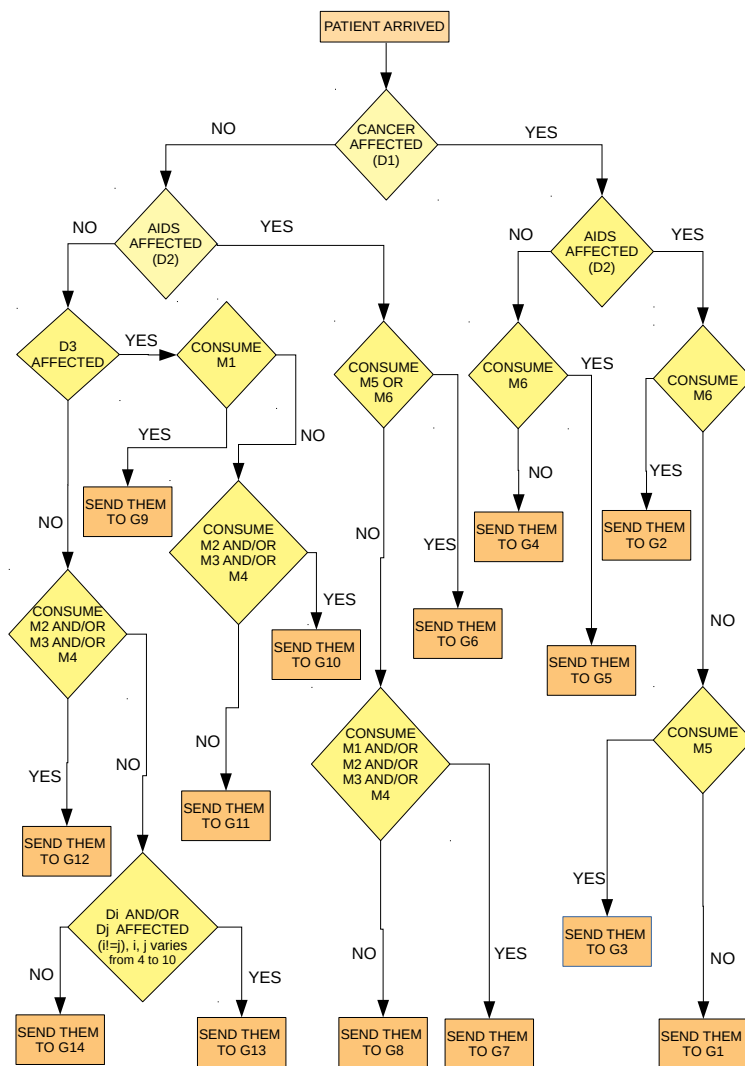 PATIENT ARRIVED
NO
CANCER
AFFECTED
(D1)
YES
NO
AIDS
AFFECTED
(D2)
YES
NO
AIDS
AFFECTED
(D2)
YES
D3
AFFECTED
YES
CONSUME
M1
CONSUME
M5 OR
M6
CONSUME
M6
YES
CONSUME
M6
YES
NO
NO
YES
SEND THEM
TO G9
NO
NO
YES
SEND THEM
TO G4
SEND THEM
TO G2
CONSUME
M2 AND/OR
M3 AND/OR
M4
YES
CONSUME
M2 AND/OR
M3 AND/OR
M4
SEND THEM
TO G10
SEND THEM
TO G6
SEND THEM
TO G5
NO
NO
YES
NO
CONSUME
M1 AND/OR
M2 AND/OR
M3 AND/OR
M4
CONSUME
M5
SEND THEM
TO G12
SEND THEM
TO G11
YES
Di AND/OR
Dj AFFECTED
(i!=j), i, j varies
from 4 to 10
SEND THEM
TO G3
NO
YES
NO
YES
NO
SEND THEM
TO G14
SEND THEM
TO G13
SEND THEM
TO G8
SEND THEM
TO G7
SEND THEM
TO G1